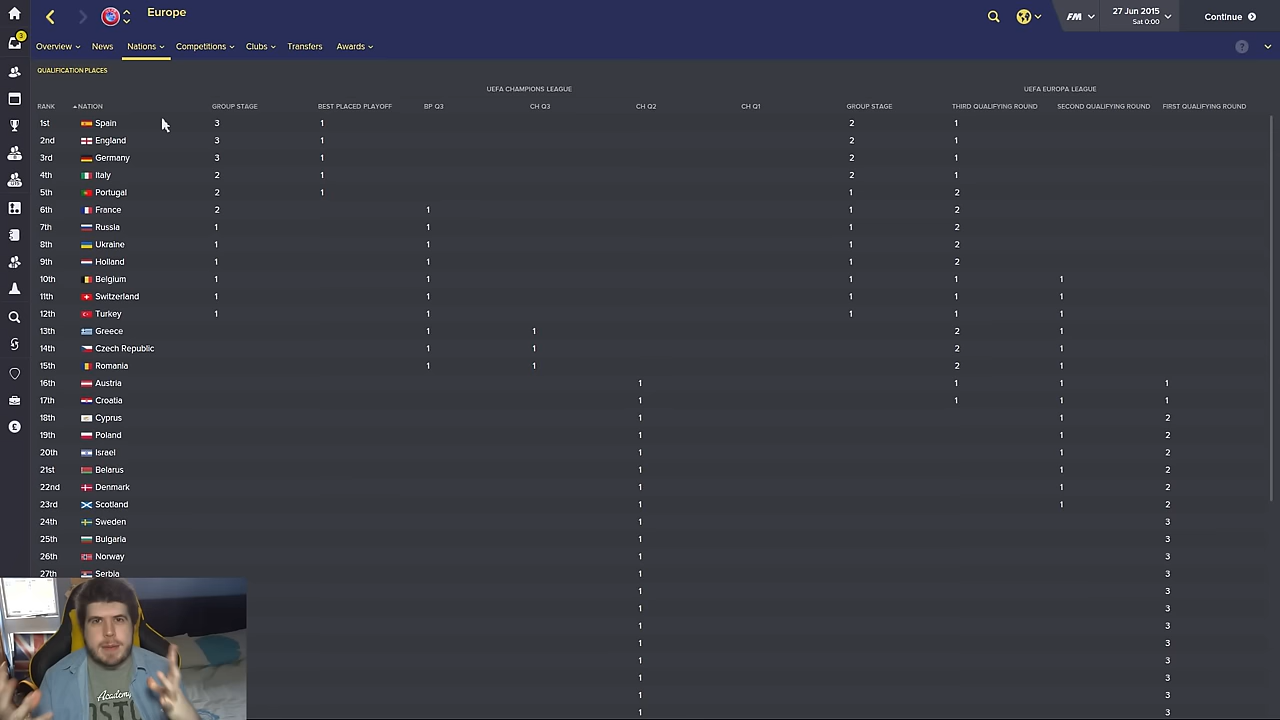 Europe
3
FM
27 Jun 2015
Sat 0:00
Continue
Overview
News
Nations
Competitions
Clubs
Transfers
Awards
?
QUALIFICATION PLACES
UEFA CHAMPIONS LEAGUE UEFA EUROPA LEAGUE
RANK NATION GROUP STAGE BEST PLACED PLAYOFF BP Q3 CH Q3 CH Q2 CH Q1 GROUP STAGE THIRD QUALIFYING ROUND SECOND QUALIFYING ROUND FIRST QUALIFYING ROUND
1st Spain 3 1 2 1
2nd England 3 1 2 1
3rd Germany 3 1 2 1
4th Italy 2 1 2 1
5th Portugal 2 1 1 2
6th France 2 1 1 2
7th Russia 1 1 1 2
8th Ukraine 1 1 1 2
9th Holland 1 1 1 2
10th Belgium 1 1 1 1 1
11th Switzerland 1 1 1 1 1
12th Turkey 1 1 1 1 1
13th Greece 1 1 2 1
14th Czech Republic 1 1 2 1
15th Romania 1 1 2 1
16th Austria 1 1 1 1
17th Croatia 1 1 1 1
18th Cyprus 1 1 2
19th Poland 1 1 2
20th Israel 1 1 2
21st Belarus 1 1 2
22nd Denmark 1 1 2
23rd Scotland 1 1 2
24th Sweden 1 3
25th Bulgaria 1 3
26th Norway 1 3
27th Serbia 1 3
1 3
1 3
1 3
1 3
1 3
1 3
1 3
1 3
Academy